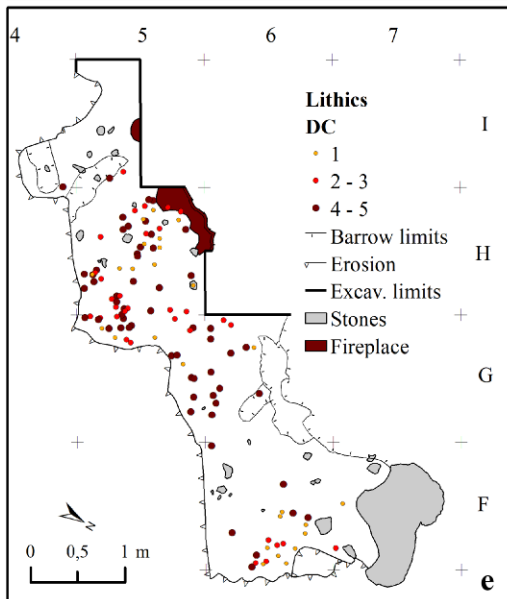 4 5 6 7
Lithics
DC
1
2 - 3
4 - 5
Barrow limits
Erosion
Excav. limits
Stones
Fireplace
I
H
G
F
N
0 0,5 1 m
e